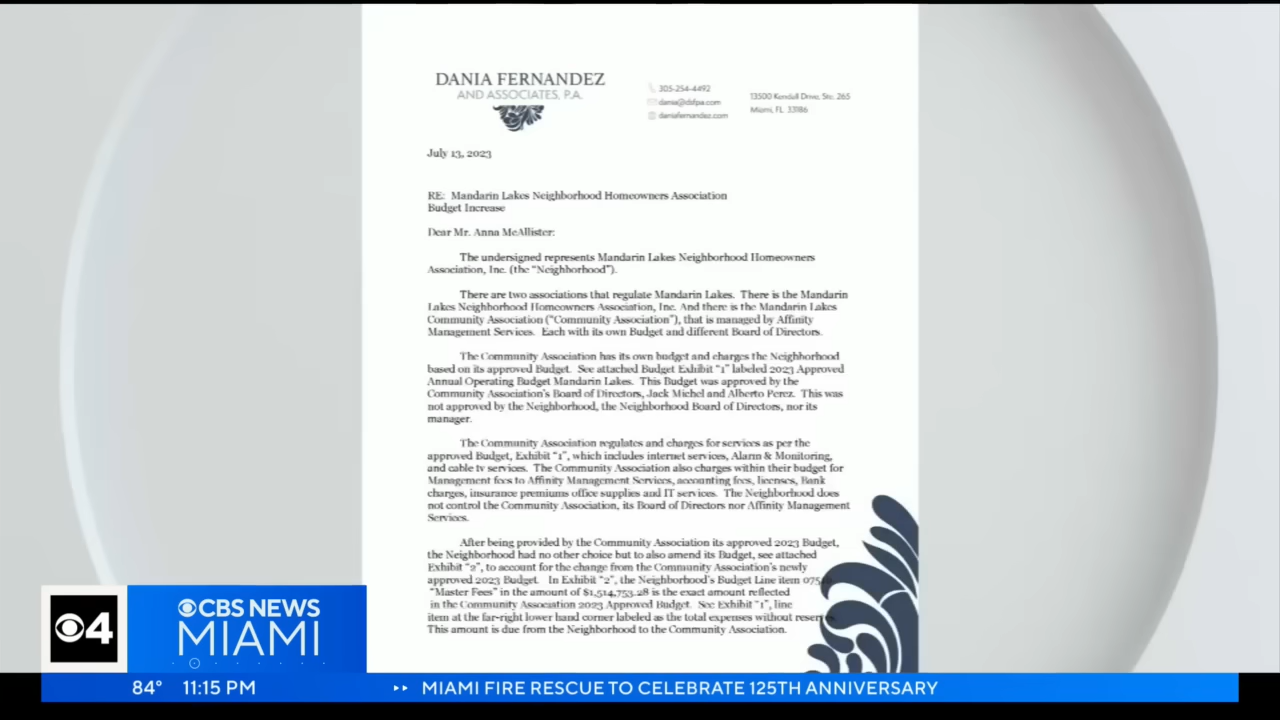 DANIA FERNANDEZ
AND ASSOCIATES, P.A.
305-254-4492
dania@dsfpa.com
daniafernandez.com
13500 Kendall Drive, Ste. 265
Miami, FL 33186
July 13, 2023
RE: Mandarin Lakes Neighborhood Homeowners Association
Budget Increase
Dear Mr. Anna McAllister:
The undersigned represents Mandarin Lakes Neighborhood Homeowners
Association, Inc. (the “Neighborhood”).
There are two associations that regulate Mandarin Lakes. There is the Mandarin
Lakes Neighborhood Homeowners Association, Inc. And there is the Mandarin Lakes
Community Association (“Community Association”), that is managed by Affinity
Management Services. Each with its own Budget and different Board of Directors.
The Community Association has its own budget and charges the Neighborhood
based on its approved Budget. See attached Budget Exhibit “1” labeled 2023 Approved
Annual Operating Budget Mandarin Lakes. This Budget was approved by the
Community Association’s Board of Directors, Jack Michel and Alberto Perez. This was
not approved by the Neighborhood, the Neighborhood Board of Directors, nor its
manager.
The Community Association regulates and charges for services as per the
approved Budget, Exhibit “1”, which includes internet services, Alarm & Monitoring,
and cable tv services. The Community Association also charges within their budget for
Management fees to Affinity Management Services, accounting fees, licenses, Bank
charges, insurance premiums office supplies and IT services. The Neighborhood does
not control the Community Association, its Board of Directors nor Affinity Management
Services.
After being provided by the Community Association its approved 2023 Budget,
the Neighborhood had no other choice but to also amend its Budget, see attached
Exhibit “2”, to account for the change from the Community Association’s newly
approved 2023 Budget. In Exhibit “2”, the Neighborhood’s Budget Line item
“Master Fees” in the amount of $1,514,753.28 is the exact amount reflected
in the Community Association 2023 Approved Budget. See Exhibit “1”, line
item at the far-right lower hand corner labeled as the total expenses without
This amount is due from the Neighborhood to the Community Association.
4
CBS NEWS
MIAMI
84° 11:15 PM MIAMI FIRE RESCUE TO CELEBRATE 125TH ANNIVERSARY